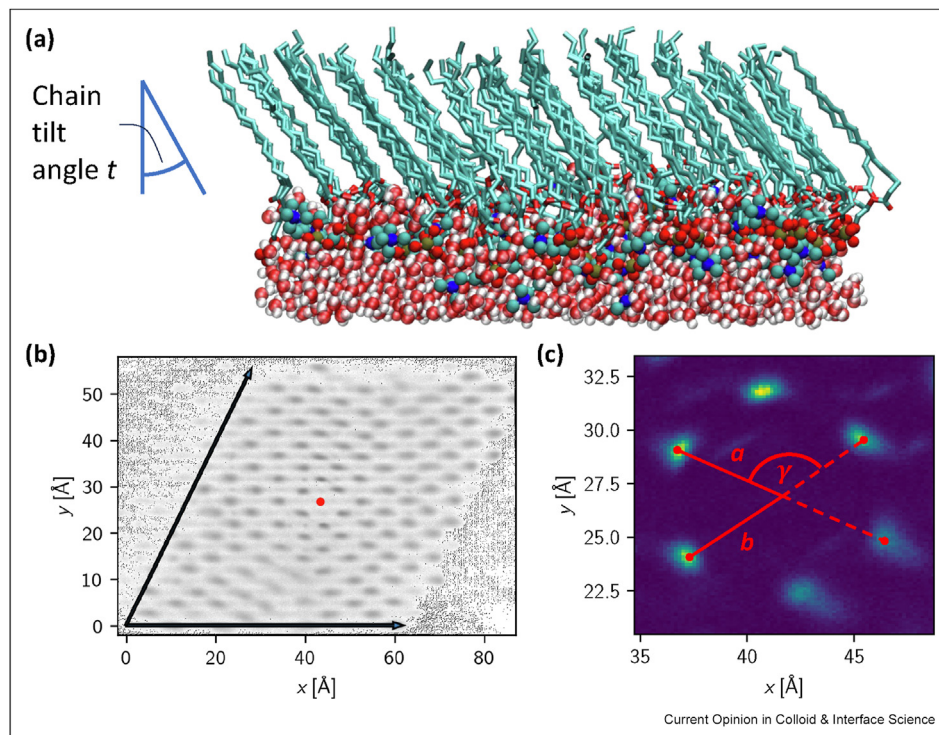 (a)
Chain
tilt
angle t
(b)
(c)
y [Å]
50
40
30
20
10
0
0 20 40 60 80
x [Å]
y [Å]
32.5
30.0
27.5
25.0
22.5
a
γ
b
35 40 45
x [Å]
Current Opinion in Colloid & Interface Science